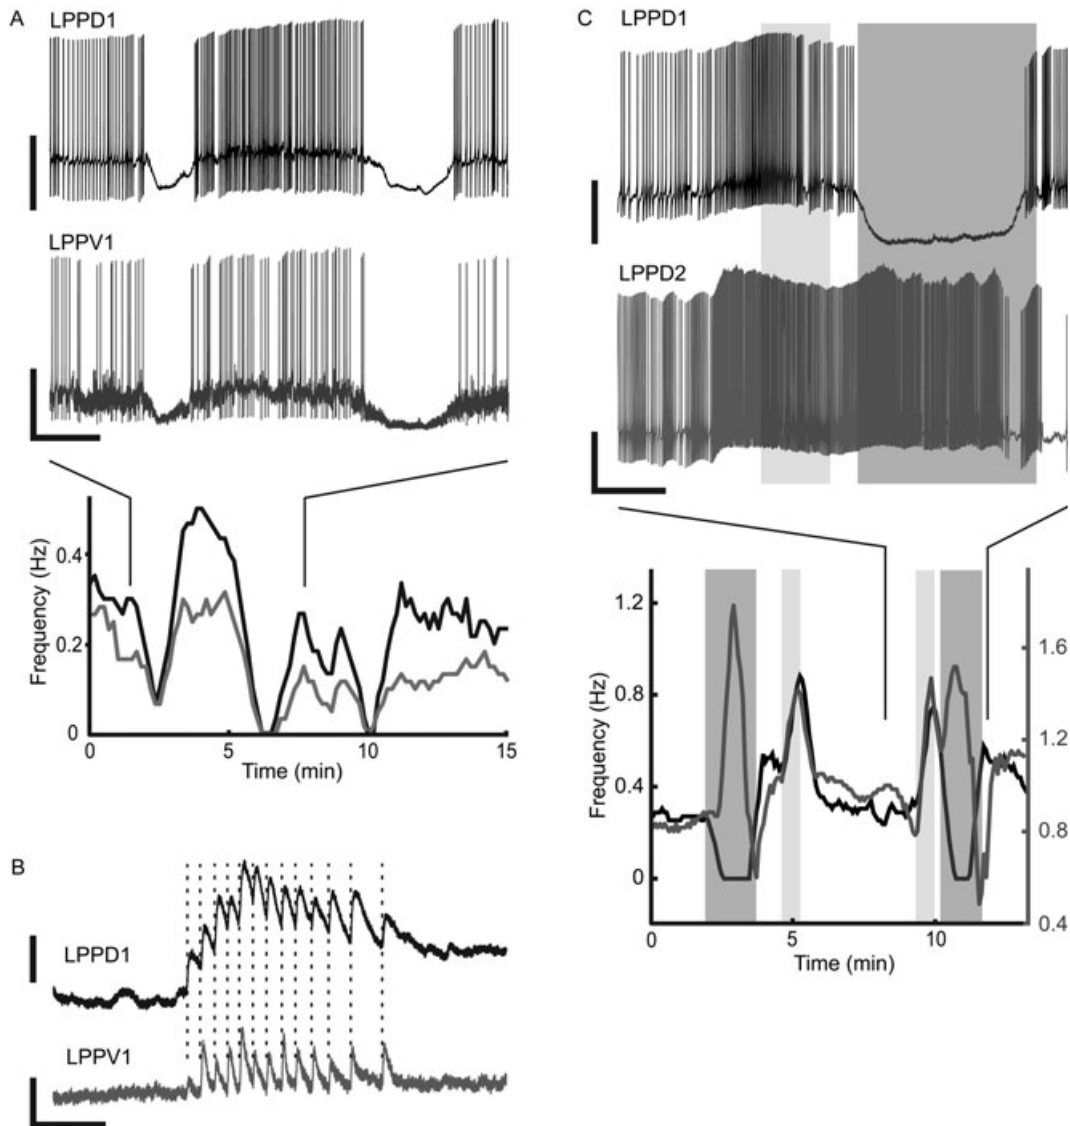 A
LPPD1
LPPV1
Frequency (Hz)
0.4
0.2
0
0 5 10 15
Time (min)
B
LPPD1
LPPV1
C
LPPD1
LPPD2
Frequency (Hz)
1.2
0.8
0.4
0
1.6
1.2
0.8
0.4
0 5 10
Time (min)